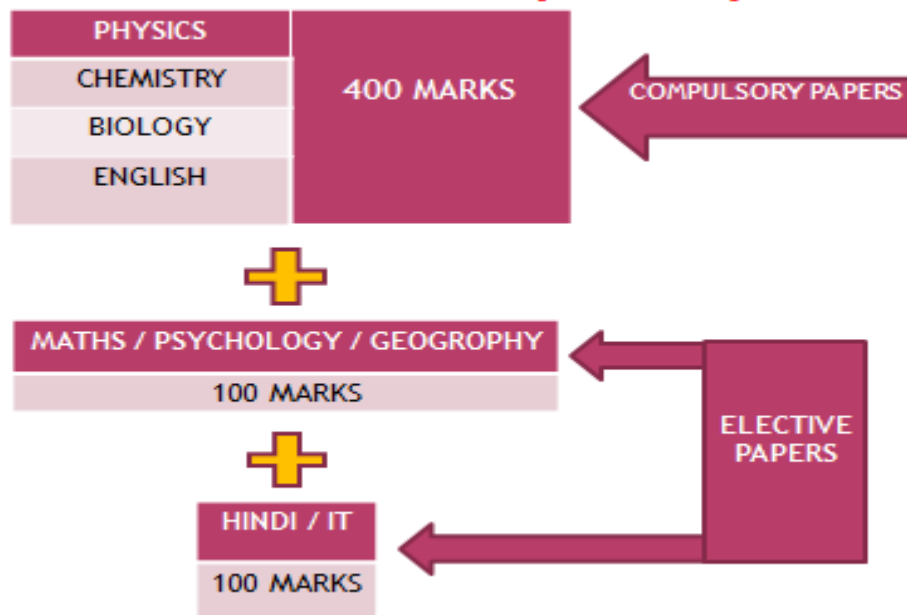 PHYSICS
CHEMISTRY
BIOLOGY
ENGLISH
400 MARKS
COMPULSORY PAPERS
MATHS / PSYCHOLOGY / GEOGROPHY
100 MARKS
ELECTIVE
PAPERS
HINDI / IT
100 MARKS